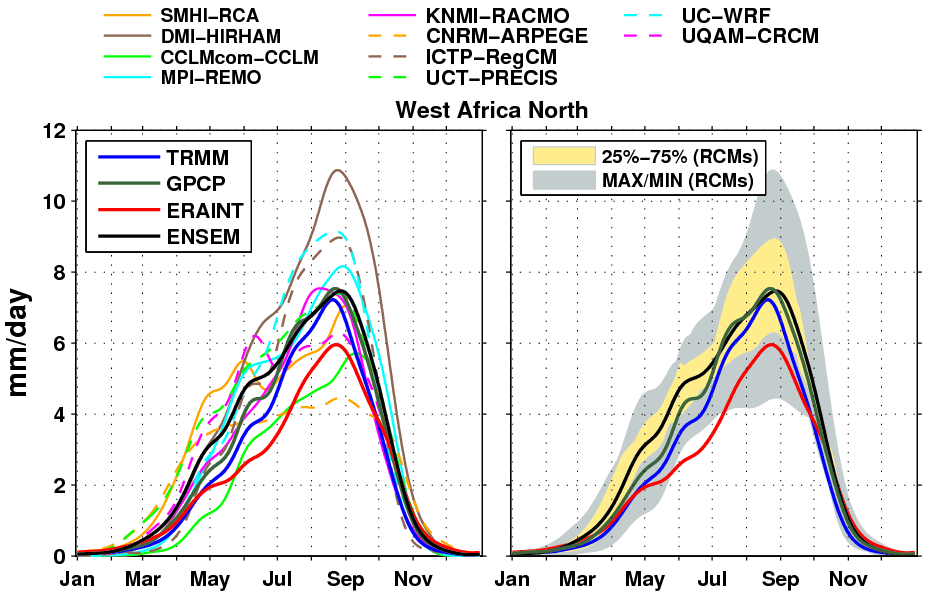 SMHI−RCA
DMI−HIRHAM
CCLMcom−CCLM
MPI−REMO
KNMI−RACMO
CNRM−ARPEGE
ICTP−RegCM
UCT−PRECIS
UC−WRF
UQAM−CRCM
West Africa North
mm/day
12
10
8
6
4
2
0
TRMM
GPCP
ERAINT
ENSEM
Jan Mar May Jul Sep Nov
25%−75% (RCMs)
MAX/MIN (RCMs)
Jan Mar May Jul Sep Nov